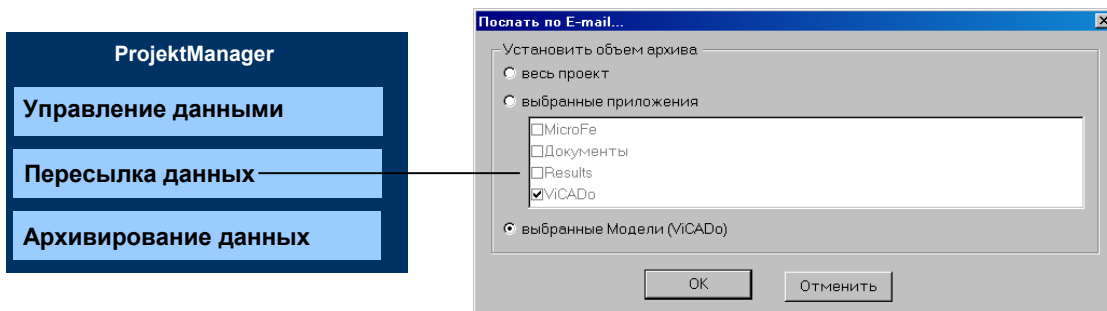 ProjektManager
Управление данными
Пересылка данных
Архивирование данных
Послать по E-mail...
Установить объем архива
весь проект
выбранные приложения
MicroFe
Документы
Results
ViCADo
выбранные Модели (ViCADo)
OK
Отменить